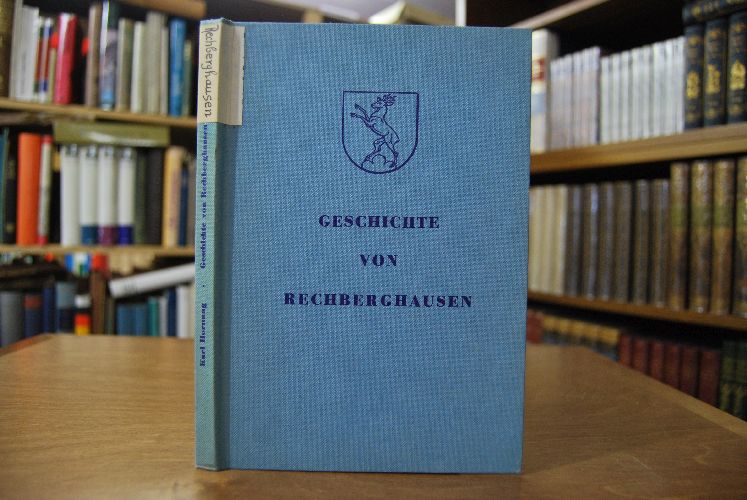 Rechberghausen
Karl Hornung · Geschichte von Rechberghausen
GESCHICHTE
VON
RECHBERGHAUSEN